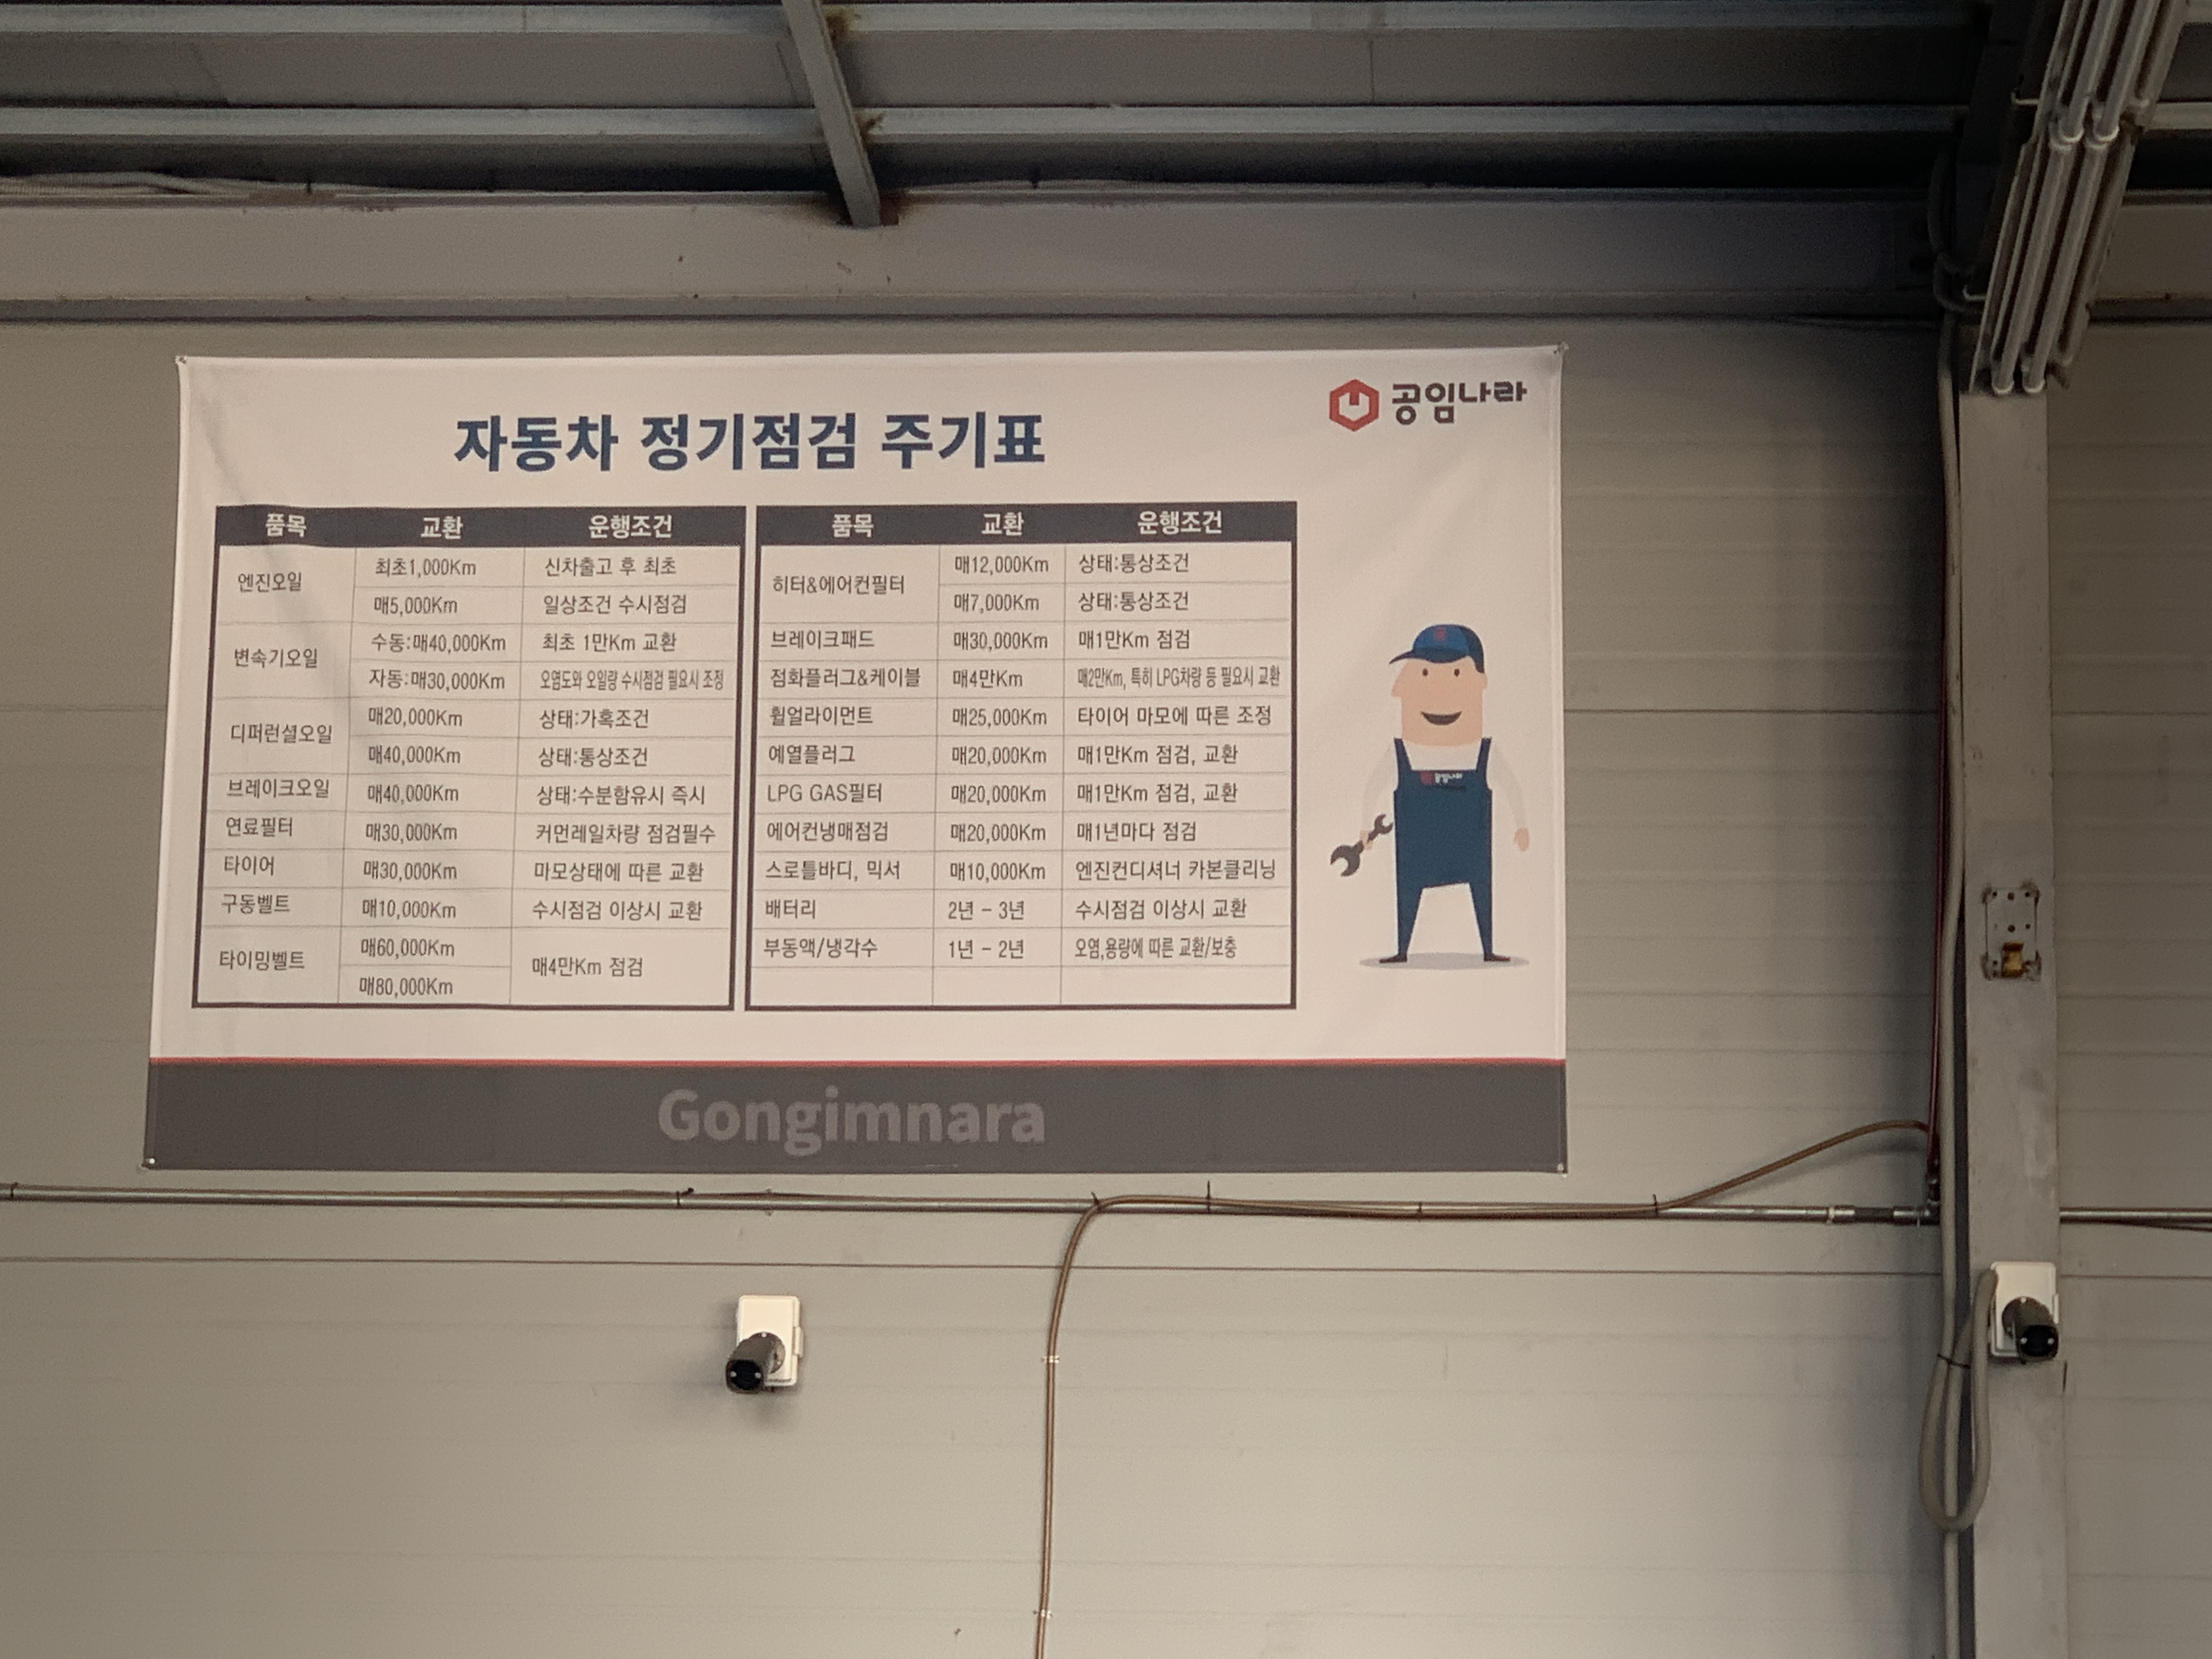 공임나라
자동차 정기점검 주기표
품목 교환 운행조건
엔진오일 최초1,000Km 신차출고 후 최초
매5,000Km 일상조건 수시점검
변속기오일 수동:매40,000Km 최초 1만Km 교환
자동:매30,000Km 오염도와 오일량 수시점검 필요시 조정
디퍼런셜오일 매20,000Km 상태:가혹조건
매40,000Km 상태:통상조건
브레이크오일 매40,000Km 상태:수분함유시 즉시
연료필터 매30,000Km 커먼레일차량 점검필수
타이어 매30,000Km 마모상태에 따른 교환
구동벨트 매10,000Km 수시점검 이상시 교환
타이밍벨트 매60,000Km 매4만Km 점검
매80,000Km
품목 교환 운행조건
히터&에어컨필터 매12,000Km 상태:통상조건
매7,000Km 상태:통상조건
브레이크패드 매30,000Km 매1만Km 점검
점화플러그&케이블 매4만Km 매2만Km, 특히 LPG차량 등 필요시 교환
휠얼라이먼트 매25,000Km 타이어 마모에 따른 조정
예열플러그 매20,000Km 매1만Km 점검, 교환
LPG GAS필터 매20,000Km 매1만Km 점검, 교환
에어컨냉매점검 매20,000Km 매1년마다 점검
스로틀바디, 믹서 매10,000Km 엔진컨디셔너 카본클리닝
배터리 2년 - 3년 수시점검 이상시 교환
부동액/냉각수 1년 - 2년 오염,용량에 따른 교환/보충
공임나라
Gongimnara